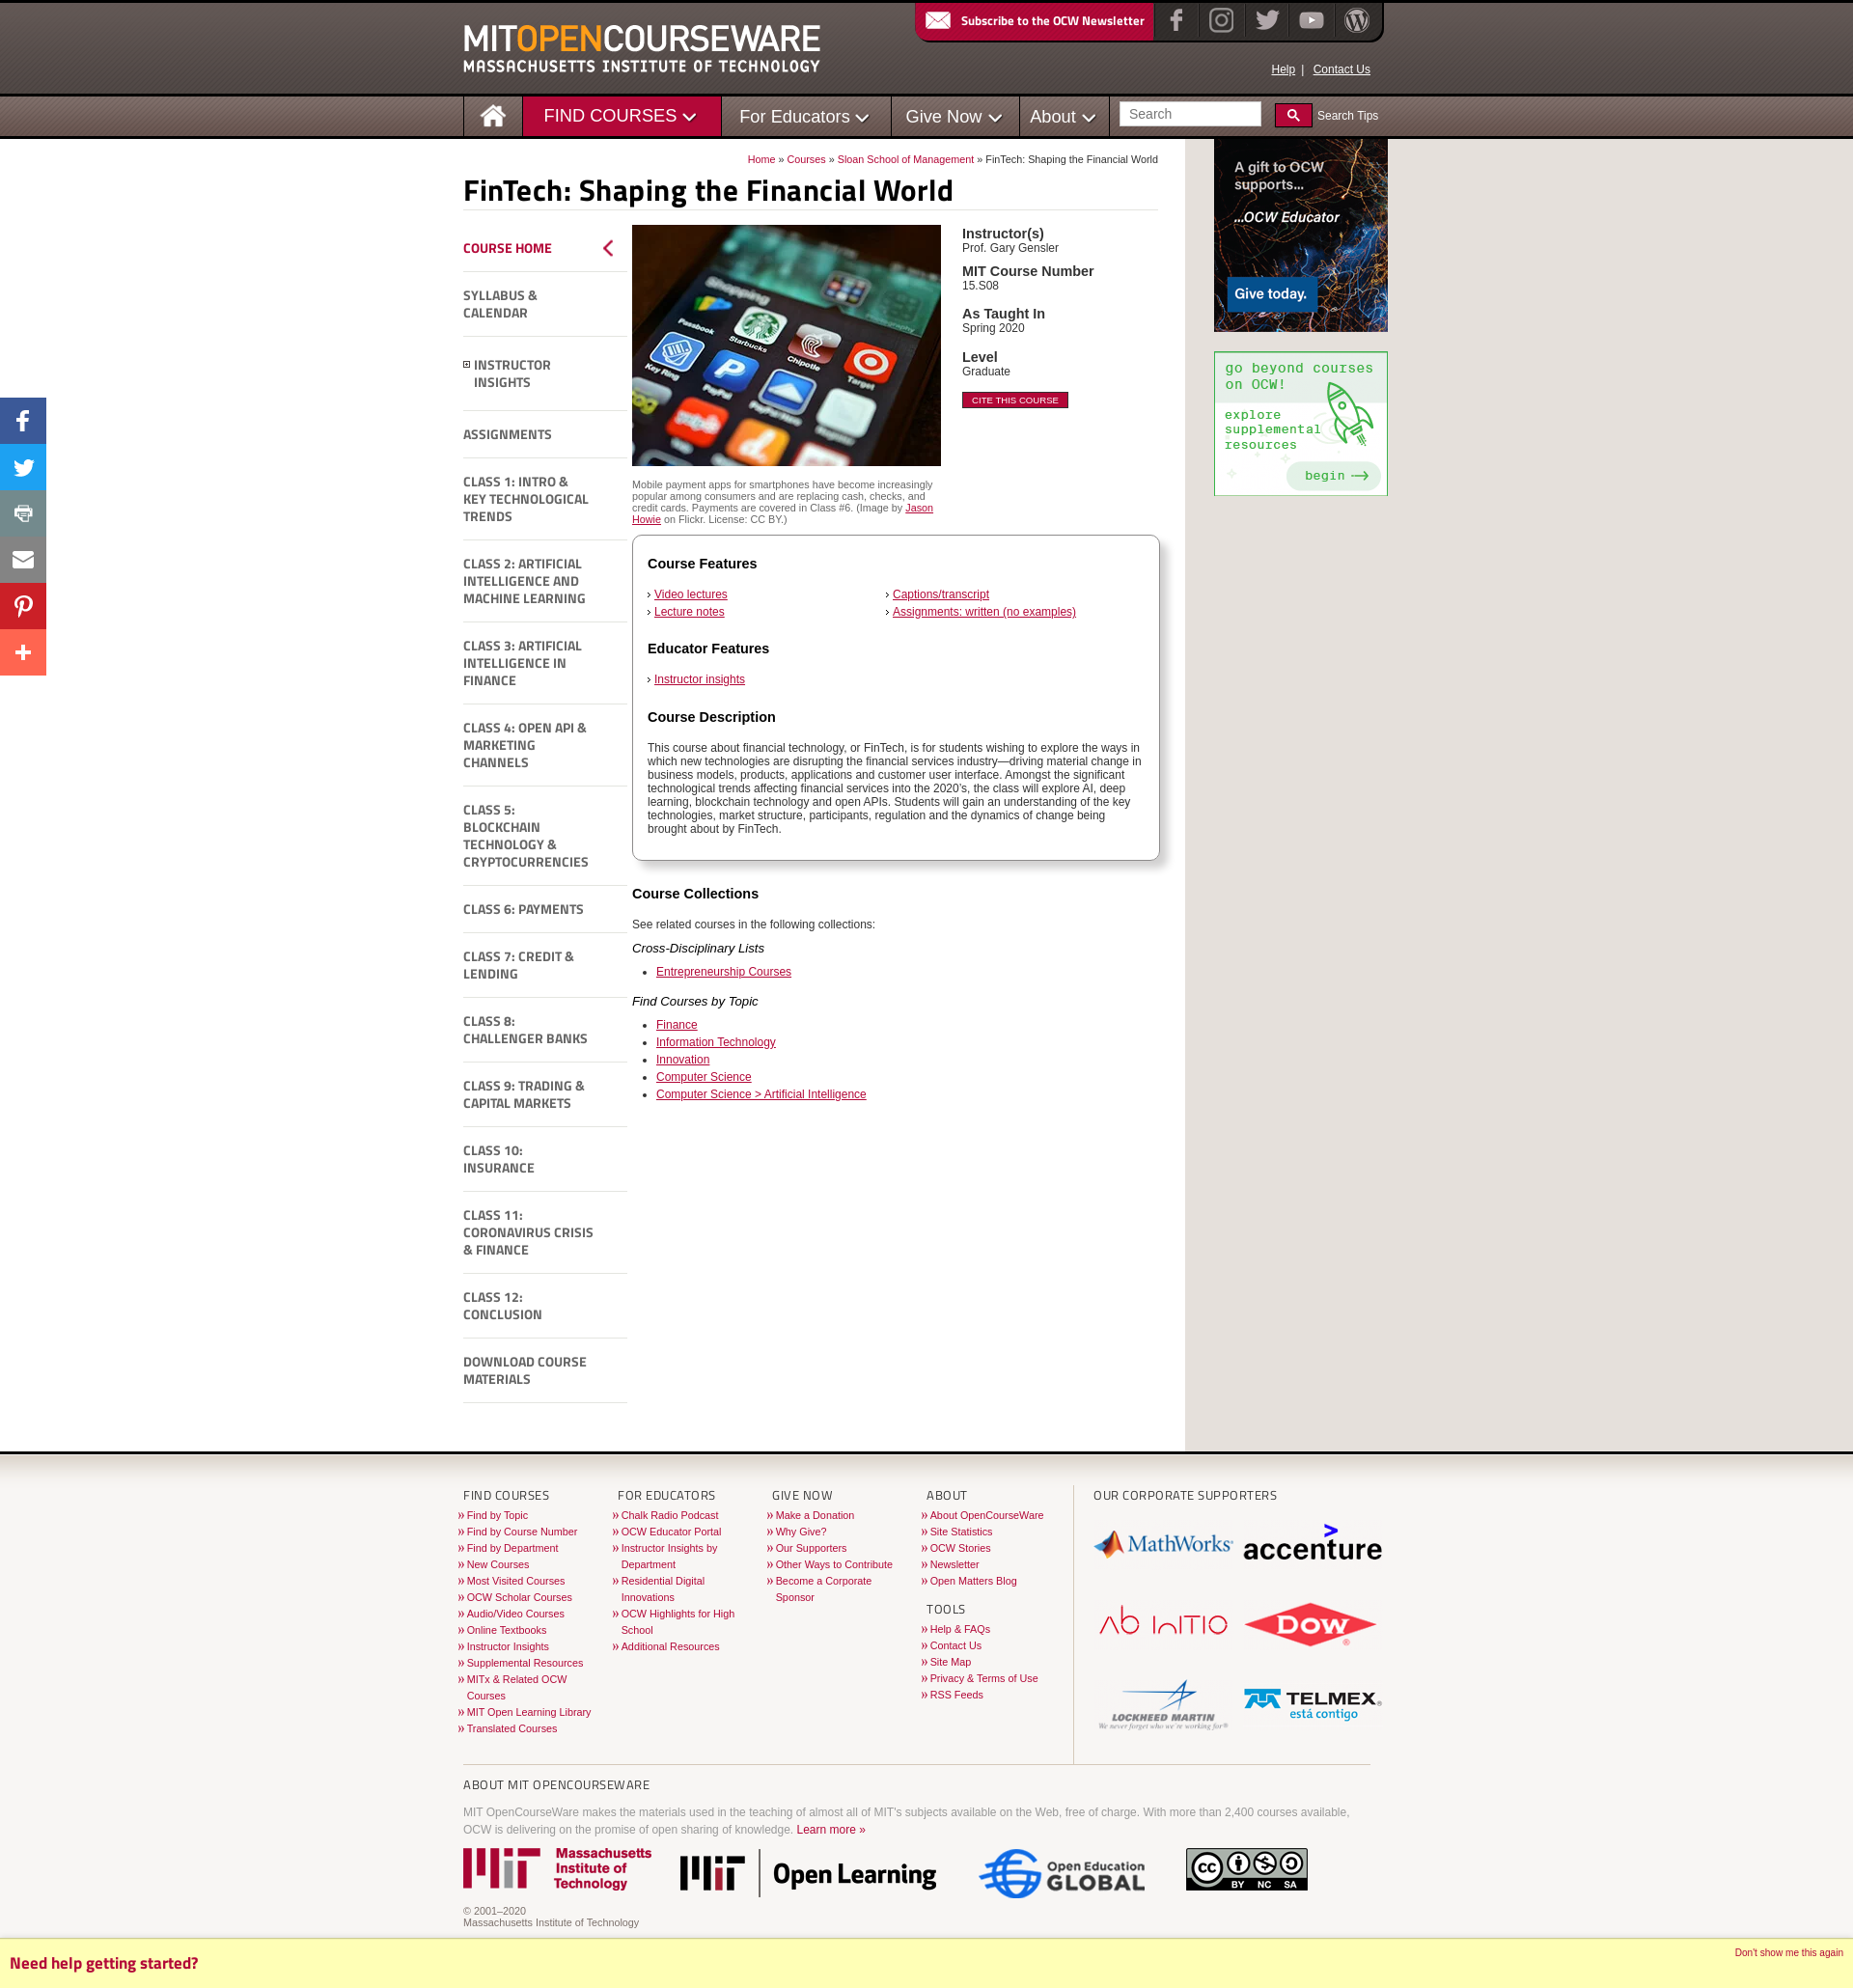 MITOPENCOURSEWARE
MASSACHUSETTS INSTITUTE OF TECHNOLOGY
Subscribe to the OCW Newsletter
Help | Contact Us
FIND COURSES
For Educators
Give Now
About
Search
Search Tips
Home » Courses » Sloan School of Management » FinTech: Shaping the Financial World
FinTech: Shaping the Financial World
COURSE HOME
SYLLABUS &
CALENDAR
INSTRUCTOR
INSIGHTS
ASSIGNMENTS
CLASS 1: INTRO &
KEY TECHNOLOGICAL
TRENDS
CLASS 2: ARTIFICIAL
INTELLIGENCE AND
MACHINE LEARNING
CLASS 3: ARTIFICIAL
INTELLIGENCE IN
FINANCE
CLASS 4: OPEN API &
MARKETING
CHANNELS
CLASS 5:
BLOCKCHAIN
TECHNOLOGY &
CRYPTOCURRENCIES
CLASS 6: PAYMENTS
CLASS 7: CREDIT &
LENDING
CLASS 8:
CHALLENGER BANKS
CLASS 9: TRADING &
CAPITAL MARKETS
CLASS 10:
INSURANCE
CLASS 11:
CORONAVIRUS CRISIS
& FINANCE
CLASS 12:
CONCLUSION
DOWNLOAD COURSE
MATERIALS
Shopping
Passbook
Starbucks
Chipotle
Target
Key Ring
PayPal
Instructor(s)
Prof. Gary Gensler
MIT Course Number
15.S08
As Taught In
Spring 2020
Level
Graduate
CITE THIS COURSE
Mobile payment apps for smartphones have become increasingly
popular among consumers and are replacing cash, checks, and
credit cards. Payments are covered in Class #6. (Image by Jason
Howie on Flickr. License: CC BY.)
Course Features
Video lectures
Captions/transcript
Lecture notes
Assignments: written (no examples)
Educator Features
Instructor insights
Course Description
This course about financial technology, or FinTech, is for students wishing to explore the ways in
which new technologies are disrupting the financial services industry—driving material change in
business models, products, applications and customer user interface. Amongst the significant
technological trends affecting financial services into the 2020's, the class will explore AI, deep
learning, blockchain technology and open APIs. Students will gain an understanding of the key
technologies, market structure, participants, regulation and the dynamics of change being
brought about by FinTech.
Course Collections
See related courses in the following collections:
Cross-Disciplinary Lists
Entrepreneurship Courses
Find Courses by Topic
Finance
Information Technology
Innovation
Computer Science
Computer Science > Artificial Intelligence
A gift to OCW
supports...
...OCW Educator
Give today.
go beyond courses
on OCW!
explore
supplemental
resources
begin
FIND COURSES
Find by Topic
Find by Course Number
Find by Department
New Courses
Most Visited Courses
OCW Scholar Courses
Audio/Video Courses
Online Textbooks
Instructor Insights
Supplemental Resources
MITx & Related OCW
Courses
MIT Open Learning Library
Translated Courses
FOR EDUCATORS
Chalk Radio Podcast
OCW Educator Portal
Instructor Insights by
Department
Residential Digital
Innovations
OCW Highlights for High
School
Additional Resources
GIVE NOW
Make a Donation
Why Give?
Our Supporters
Other Ways to Contribute
Become a Corporate
Sponsor
ABOUT
About OpenCourseWare
Site Statistics
OCW Stories
Newsletter
Open Matters Blog
TOOLS
Help & FAQs
Contact Us
Site Map
Privacy & Terms of Use
RSS Feeds
OUR CORPORATE SUPPORTERS
MathWorks
accenture
Ab Initio
DOW
LOCKHEED MARTIN
We never forget who we're working for®
TELMEX
está contigo
ABOUT MIT OPENCOURSEWARE
MIT OpenCourseWare makes the materials used in the teaching of almost all of MIT's subjects available on the Web, free of charge. With more than 2,400 courses available,
OCW is delivering on the promise of open sharing of knowledge. Learn more »
Massachusetts
Institute of
Technology
MIT Open Learning
Open Education
GLOBAL
CC BY NC SA
© 2001–2020
Massachusetts Institute of Technology
Need help getting started?
Don't show me this again